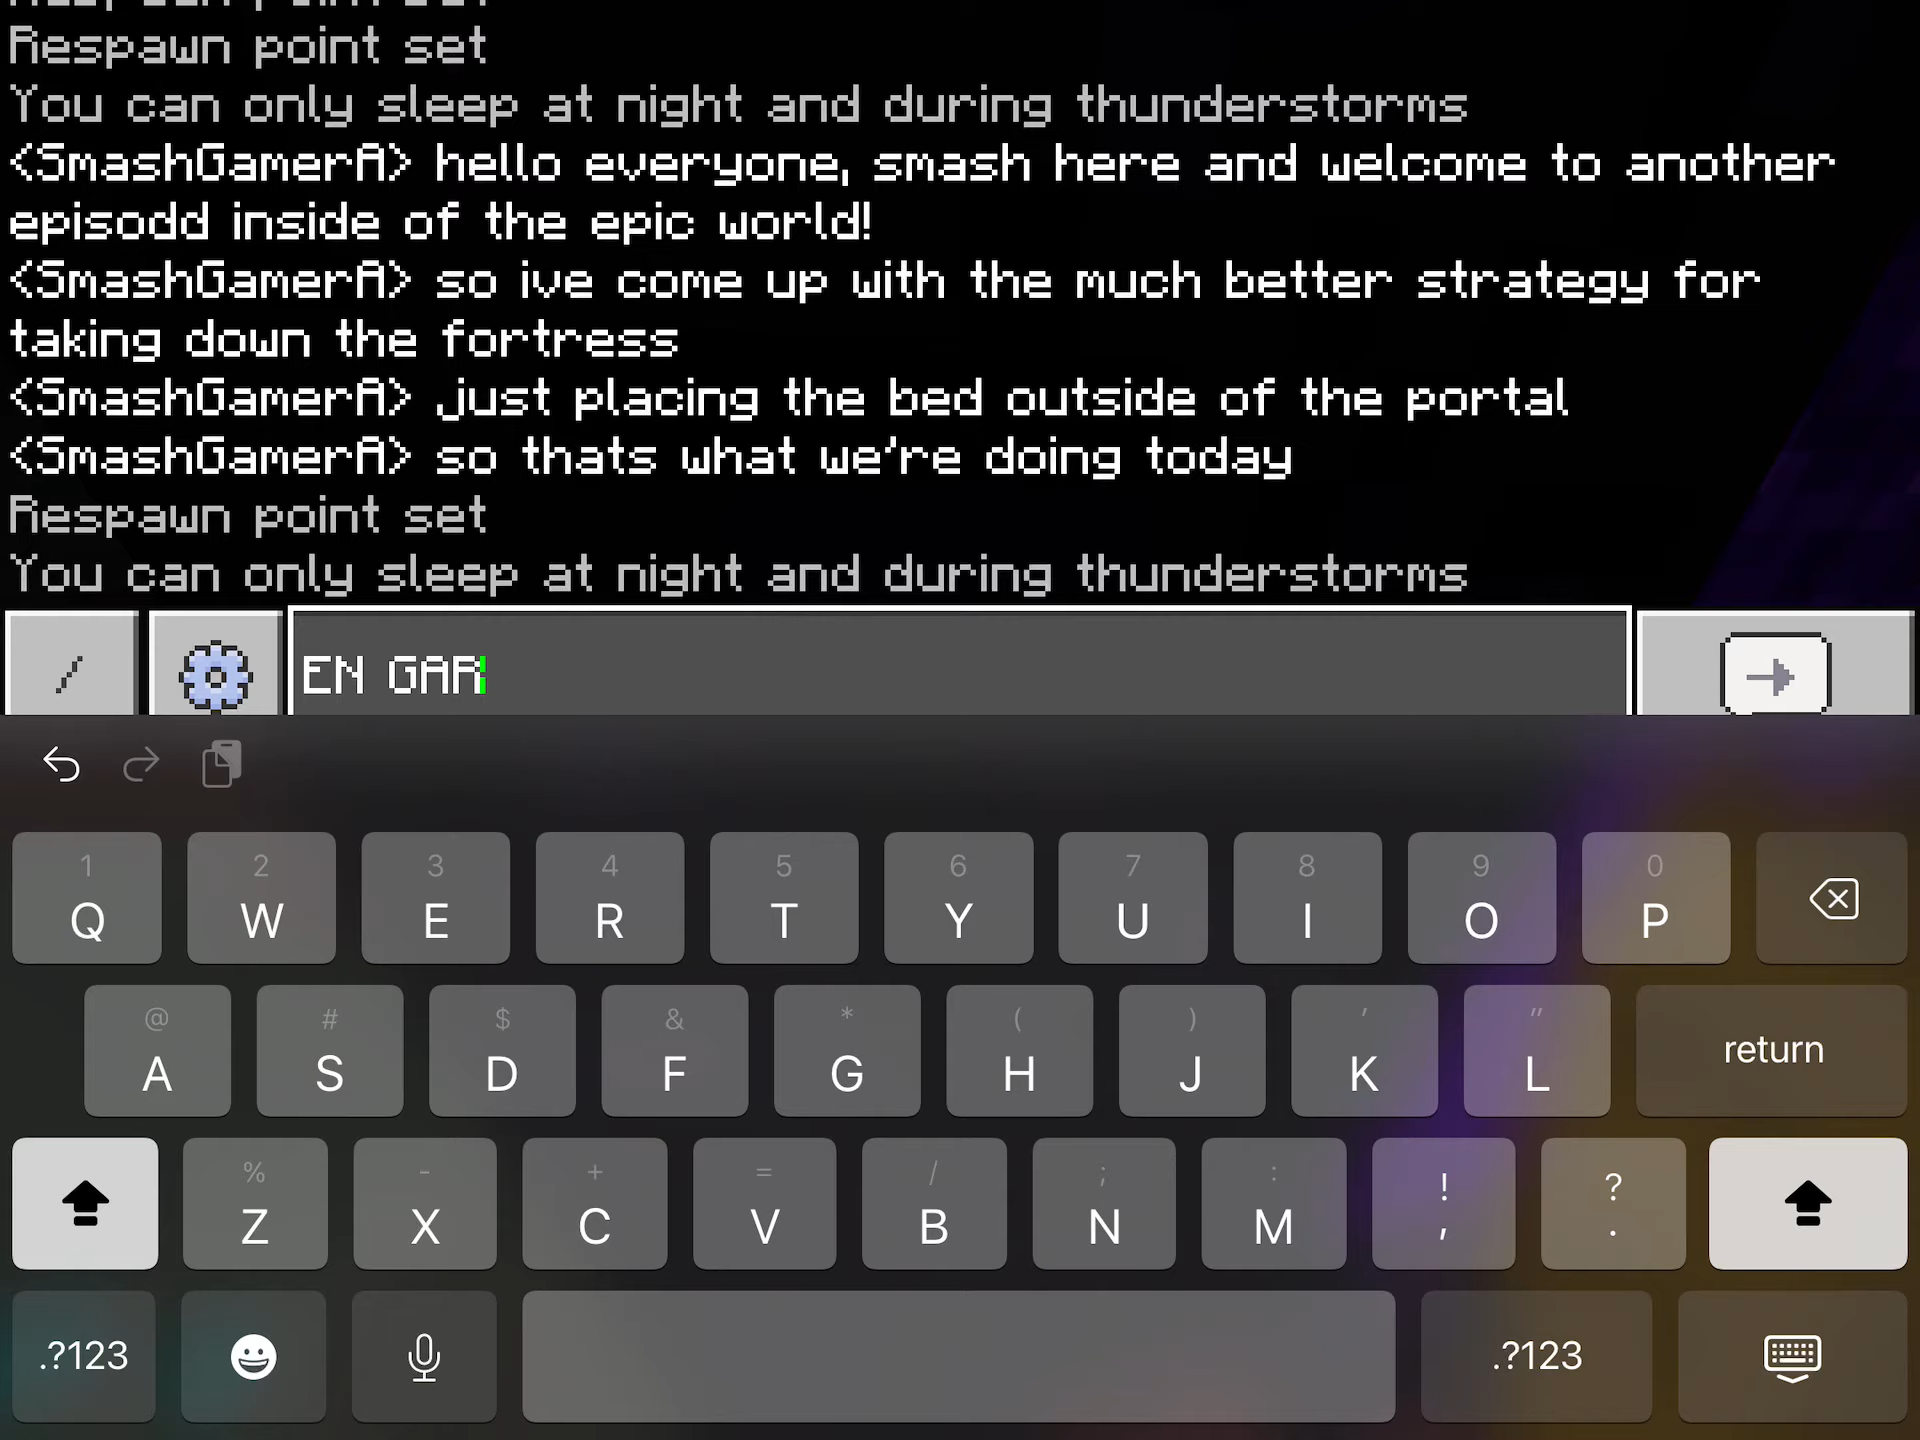 Respawn point set
You can only sleep at night and during thunderstorms
<SmashGamerA> hello everyone, smash here and welcome to another
episodd inside of the epic world!
<SmashGamerA> so ive come up with the much better strategy for
taking down the fortress
<SmashGamerA> just placing the bed outside of the portal
<SmashGamerA> so thats what we're doing today
Respawn point set
You can only sleep at night and during thunderstorms
/ EN GAR
1 2 3 4 5 6 7 8 9 0
Q W E R T Y U I O P
@ # $ & * ( ) ' "
A S D F G H J K L return
% - + = / ; : ! ?
Z X C V B N M , .
.?123 .?123